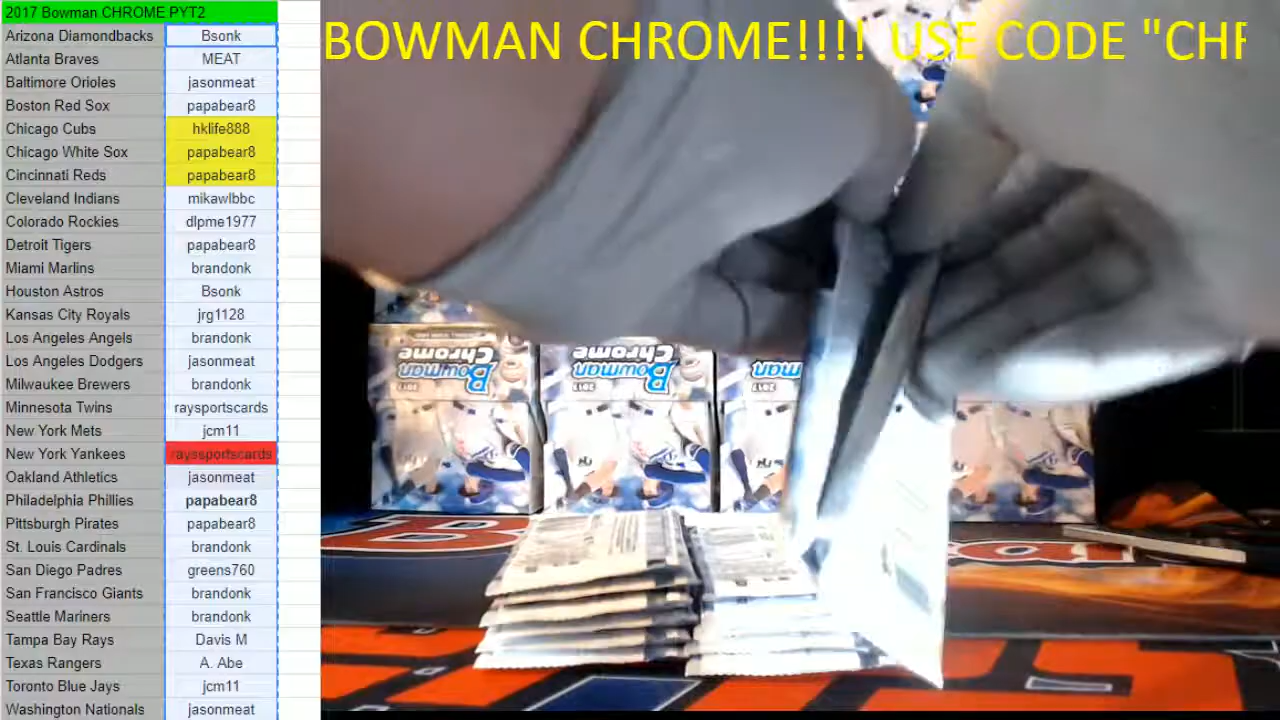 2017 Bowman CHROME PYT2
Arizona Diamondbacks Bsonk
Atlanta Braves MEAT
Baltimore Orioles jasonmeat
Boston Red Sox papabear8
Chicago Cubs hklife888
Chicago White Sox papabear8
Cincinnati Reds papabear8
Cleveland Indians mikawlbbc
Colorado Rockies dlpme1977
Detroit Tigers papabear8
Miami Marlins brandonk
Houston Astros Bsonk
Kansas City Royals jrg1128
Los Angeles Angels brandonk
Los Angeles Dodgers jasonmeat
Milwaukee Brewers brandonk
Minnesota Twins raysportscards
New York Mets jcm11
New York Yankees rayssportscards
Oakland Athletics jasonmeat
Philadelphia Phillies papabear8
Pittsburgh Pirates papabear8
St. Louis Cardinals brandonk
San Diego Padres greens760
San Francisco Giants brandonk
Seattle Mariners brandonk
Tampa Bay Rays Davis M
Texas Rangers A. Abe
Toronto Blue Jays jcm11
Washington Nationals jasonmeat
BOWMAN CHROME!!!! USE CODE "CHR
Bowman Chrome
2017
Bowman Chrome
2017